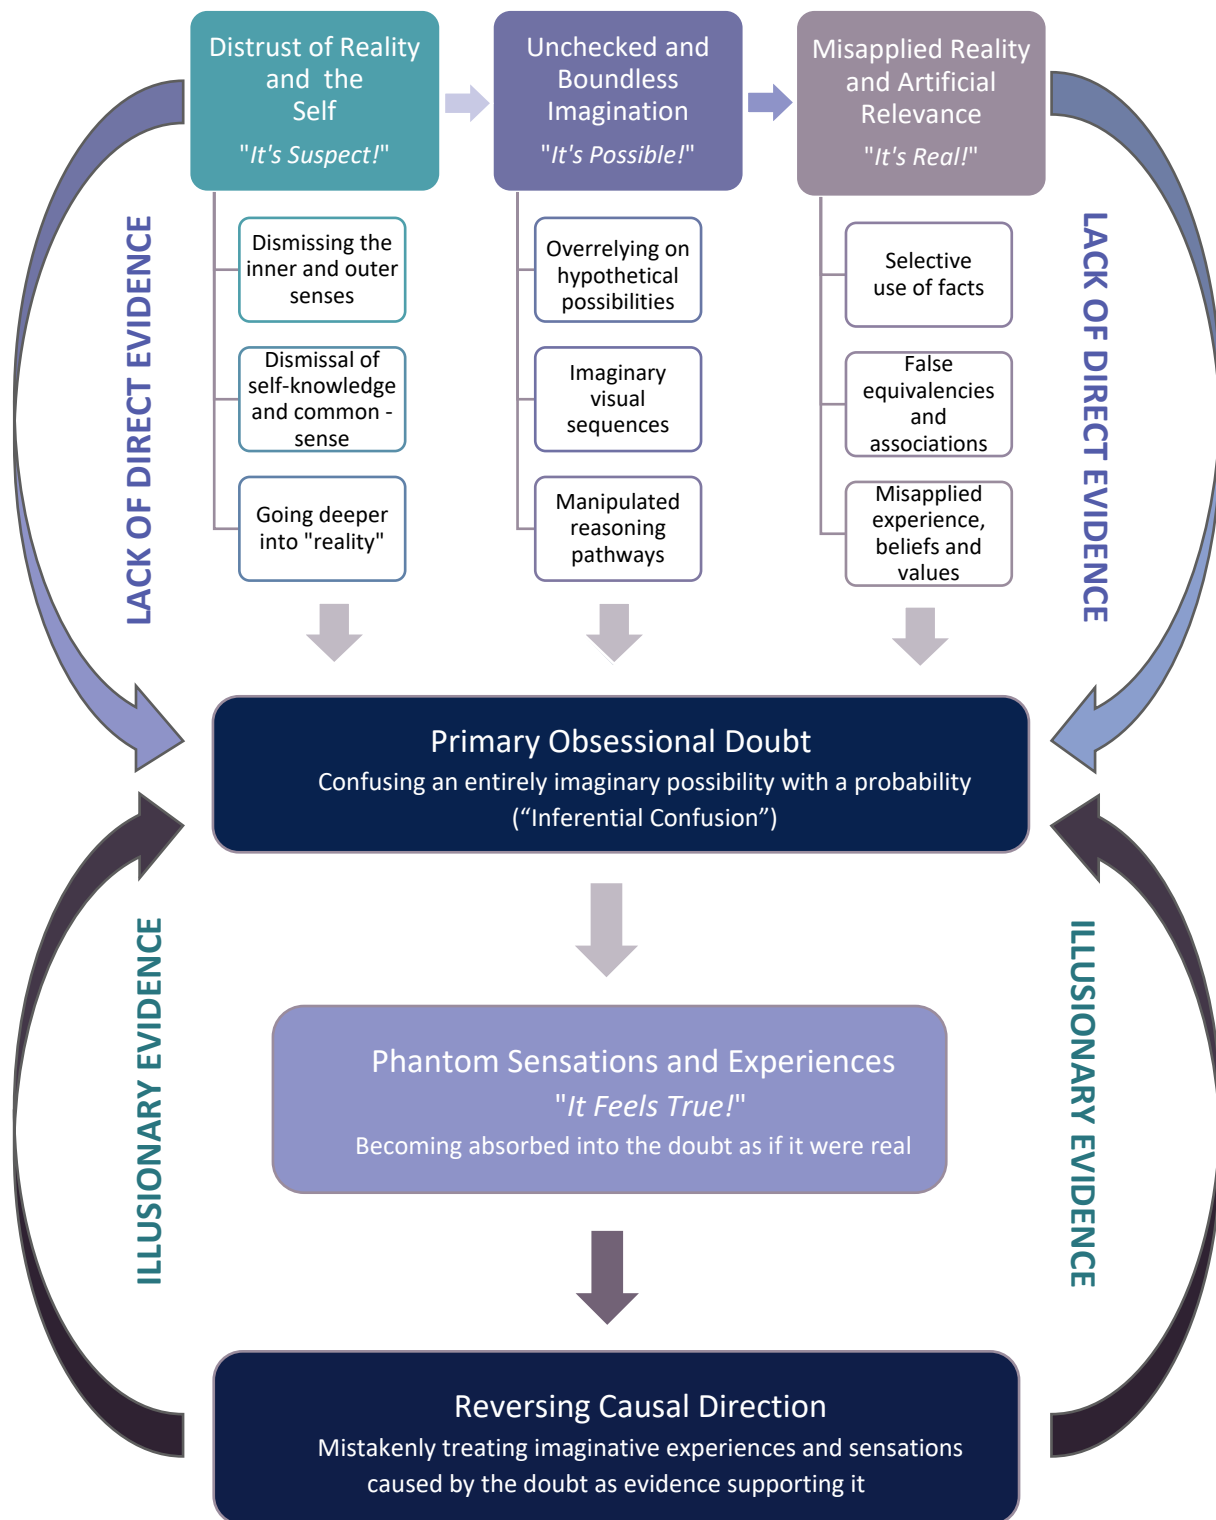 Distrust of Reality
and the
Self
"It's Suspect!"
Unchecked and
Boundless
Imagination
"It's Possible!"
Misapplied Reality
and Artificial
Relevance
"It's Real!"
LACK OF DIRECT EVIDENCE
Dismissing the
inner and outer
senses
Dismissal of
self-knowledge
and common -
sense
Going deeper
into "reality"
Overrelying on
hypothetical
possibilities
Imaginary
visual
sequences
Manipulated
reasoning
pathways
Selective
use of facts
False
equivalencies
and
associations
Misapplied
experience,
beliefs and
values
LACK OF DIRECT EVIDENCE
Primary Obsessional Doubt
Confusing an entirely imaginary possibility with a probability
(“Inferential Confusion”)
ILLUSIONARY EVIDENCE
Phantom Sensations and Experiences
"It Feels True!"
Becoming absorbed into the doubt as if it were real
ILLUSIONARY EVIDENCE
Reversing Causal Direction
Mistakenly treating imaginative experiences and sensations
caused by the doubt as evidence supporting it